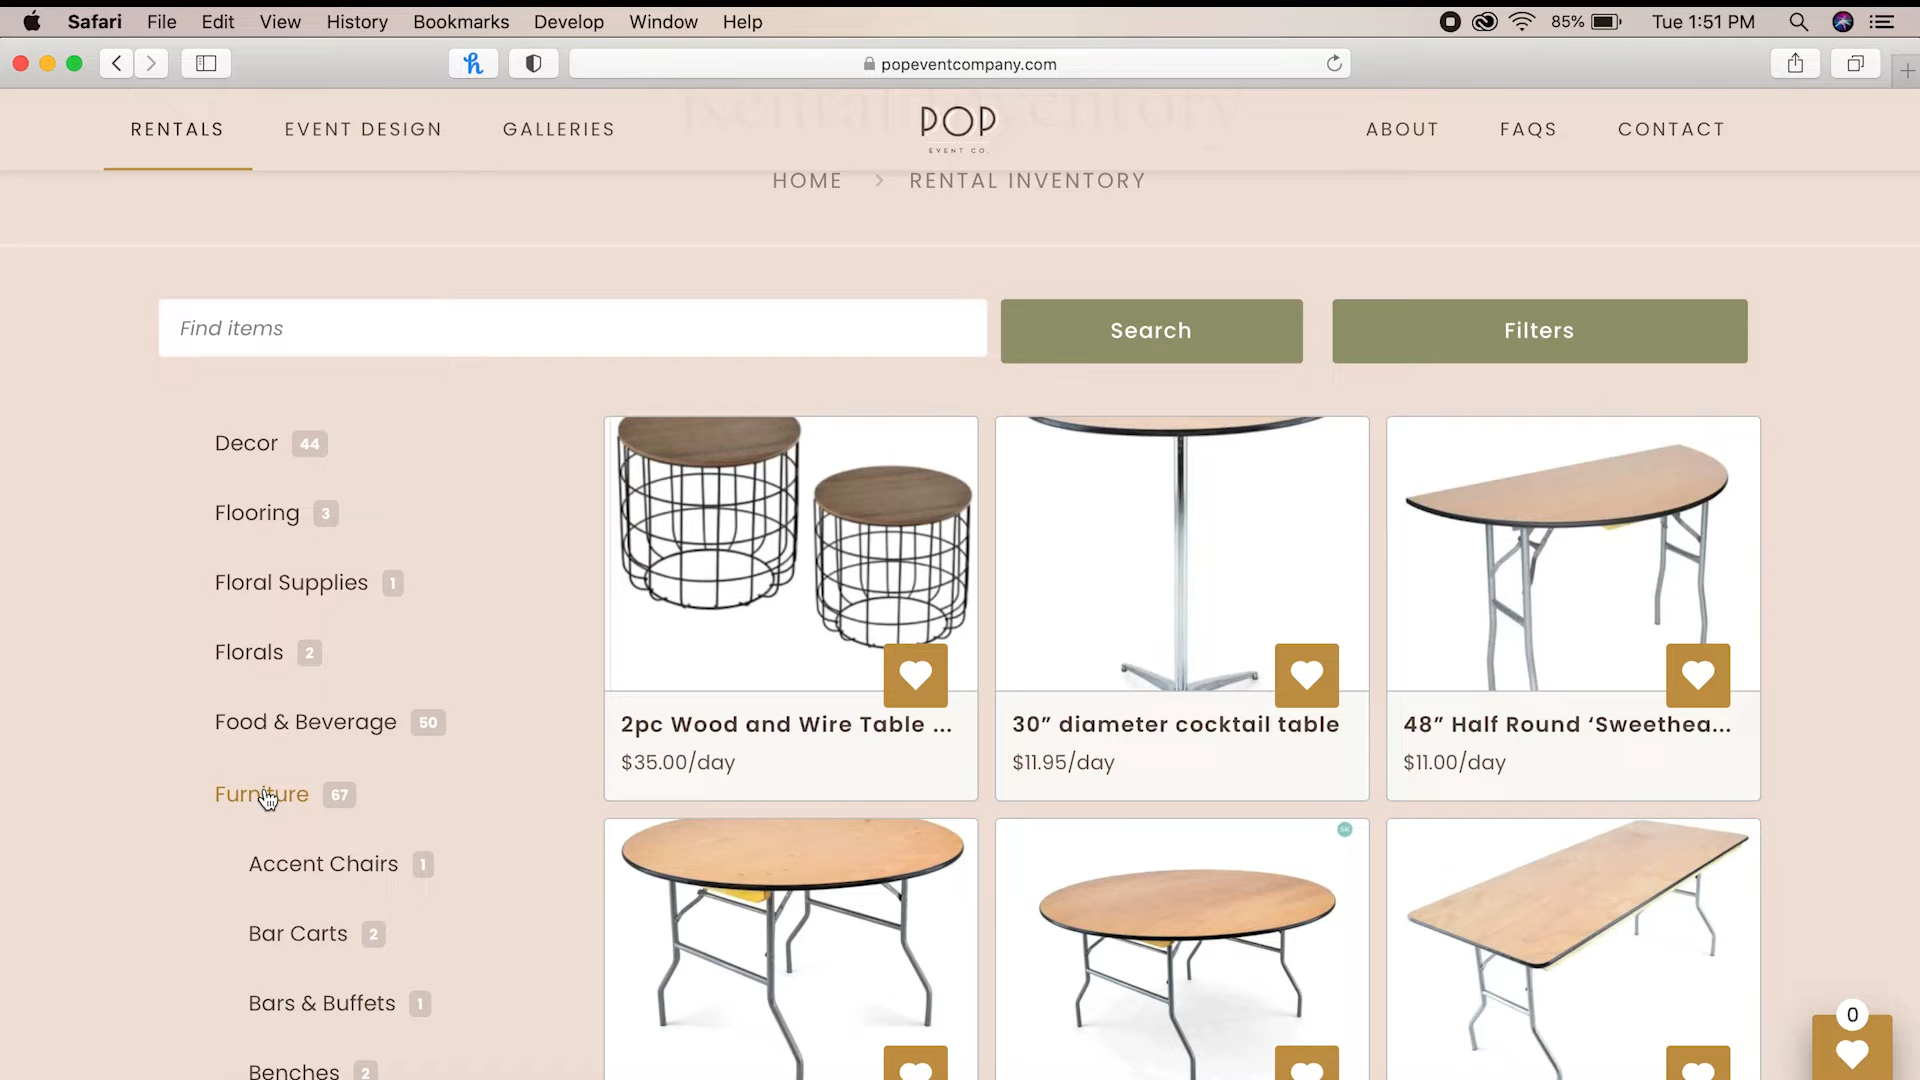 Safari File Edit View History Bookmarks Develop Window Help 85% Tue 1:51 PM
popeventcompany.com
Rental Inventory
RENTALS EVENT DESIGN GALLERIES POP EVENT CO. ABOUT FAQS CONTACT
HOME > RENTAL INVENTORY
Find items Search Filters
Decor 44
Flooring 3
Floral Supplies 1
Florals 2
Food & Beverage 50
Furniture 67
Accent Chairs 1
Bar Carts 2
Bars & Buffets 1
Benches 2
2pc Wood and Wire Table ...
$35.00/day
30” diameter cocktail table
$11.95/day
48” Half Round ‘Sweethea...
$11.00/day
SK
0